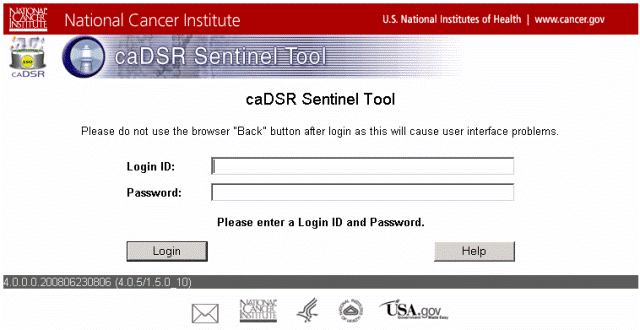 NATIONAL CANCER INSTITUTE National Cancer Institute U.S. National Institutes of Health | www.cancer.gov
caDSR caDSR Sentinel Tool
caDSR Sentinel Tool
Please do not use the browser "Back" button after login as this will cause user interface problems.
Login ID:
Password:
Please enter a Login ID and Password.
Login Help
4.0.0.0.200806230806 (4.0.5/1.5.0_10)
NATIONAL CANCER INSTITUTE USA.gov
Government Made Easy